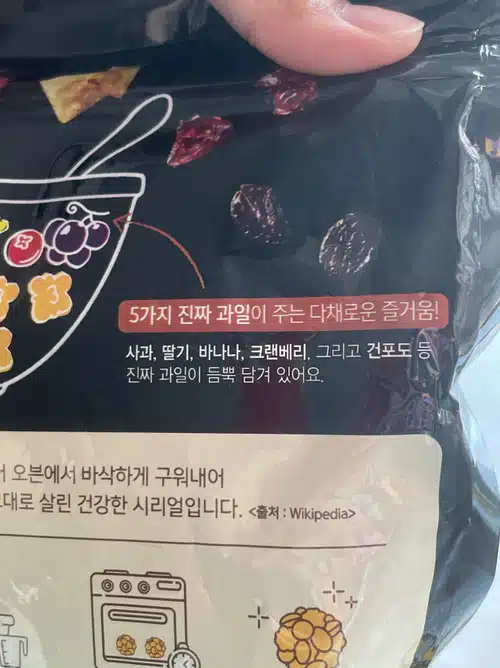 5가지 진짜 과일이 주는 다채로운 즐거움!
사과, 딸기, 바나나, 크랜베리, 그리고 건포도 등
진짜 과일이 듬뿍 담겨 있어요.
오븐에서 바삭하게 구워내어
살린 건강한 시리얼입니다. <출처 : Wikipedia>